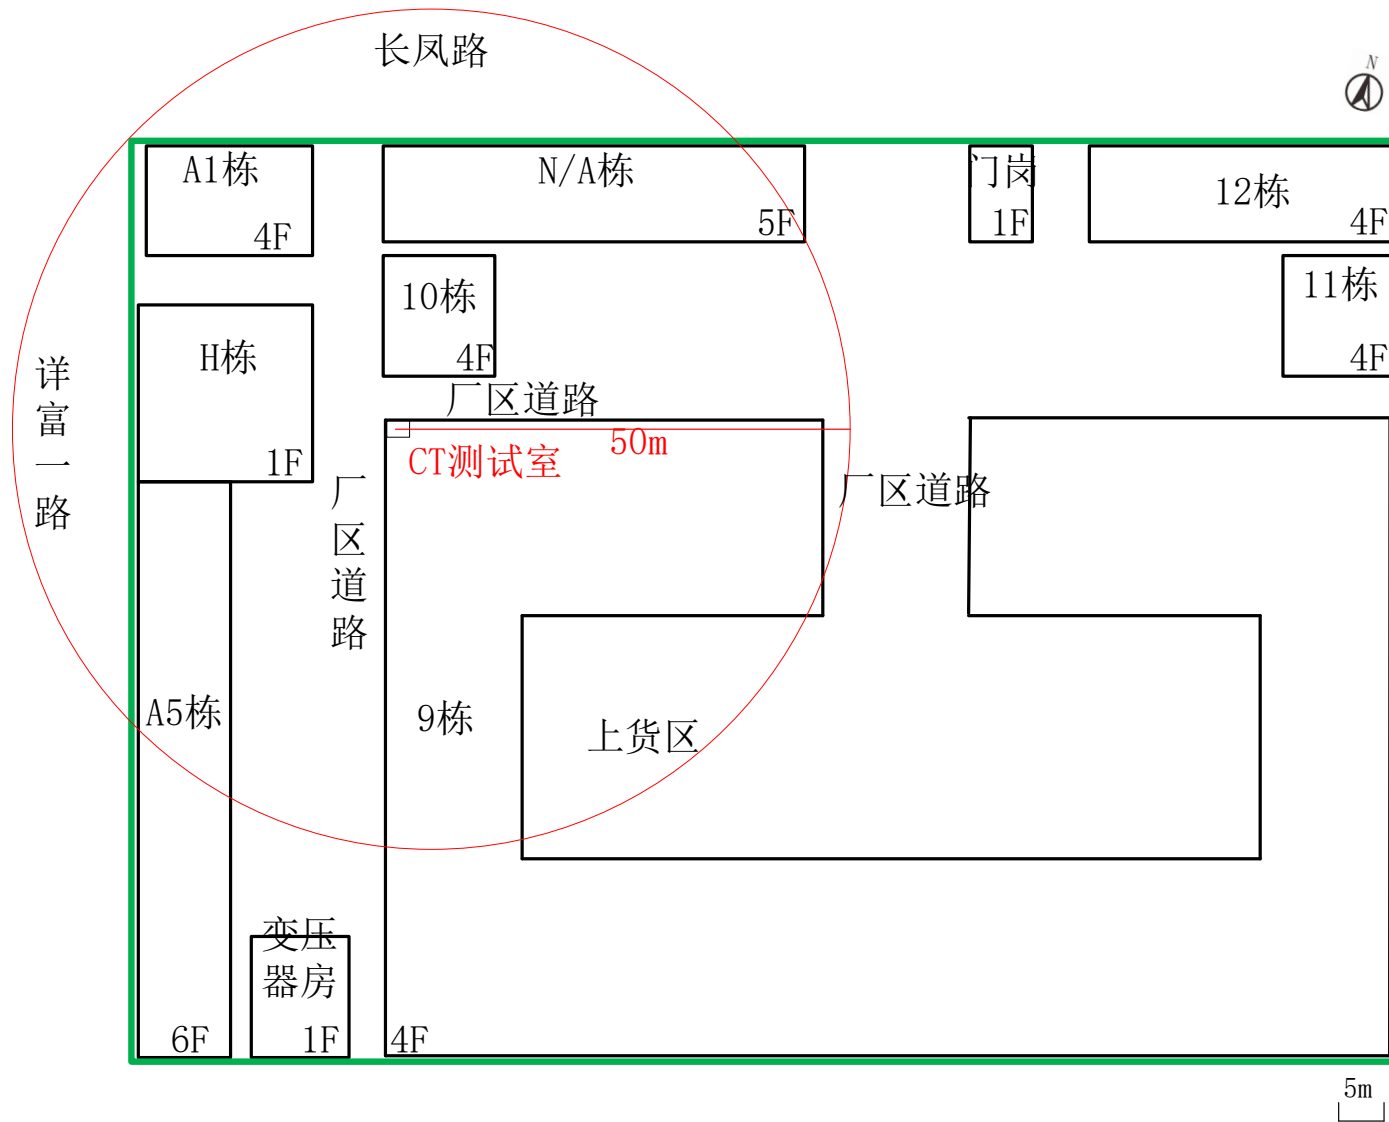 长凤路
N
A1栋
4F
N/A栋
5F
门岗
1F
12栋
4F
10栋
4F
11栋
4F
H栋
1F
详富一路
厂区道路
50m
CT测试室
厂区道路
厂区道路
A5栋
6F
9栋
4F
上货区
变压
器房
1F
5m